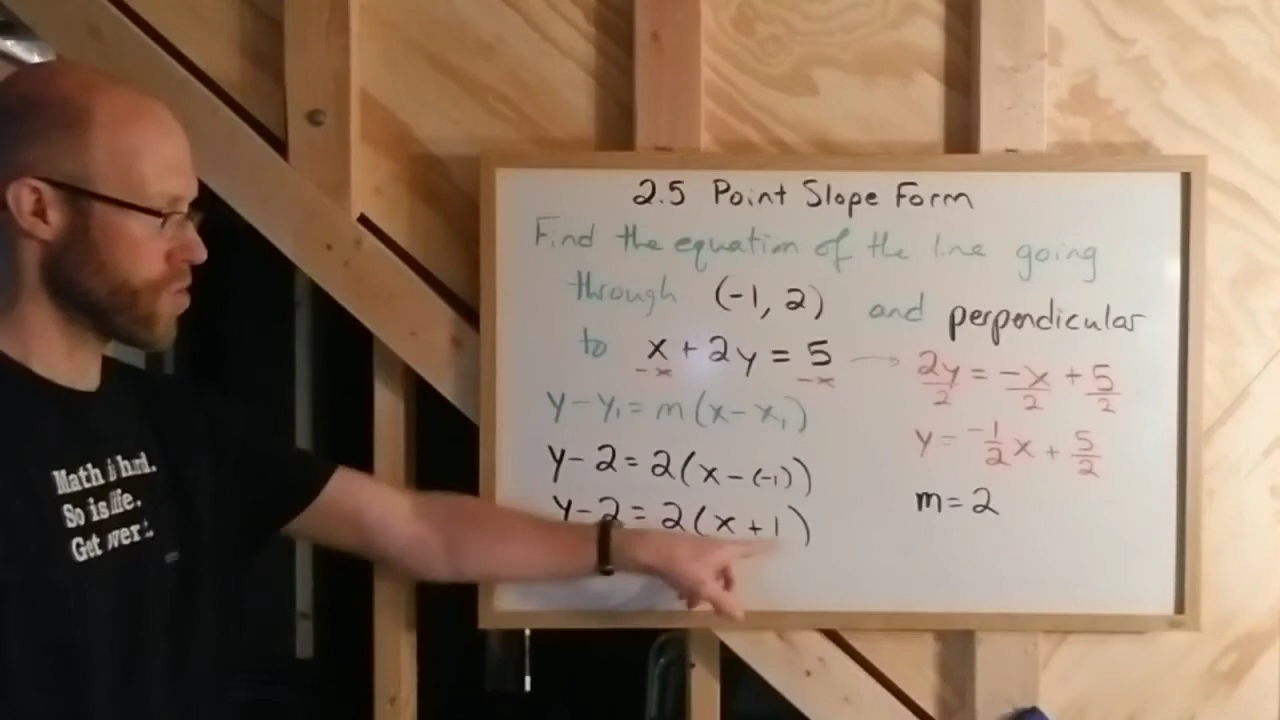 2.5 Point Slope Form
Find the equation of the line going
through (-1, 2) and perpendicular
to x + 2y = 5
-x -x
2y/2 = -x/2 + 5/2
y - y₁ = m(x - x₁)
y = -1/2 x + 5/2
y - 2 = 2(x - (-1))
m = 2
y - 2 = 2(x + 1)
Math is hard.
So is life.
Get over it.